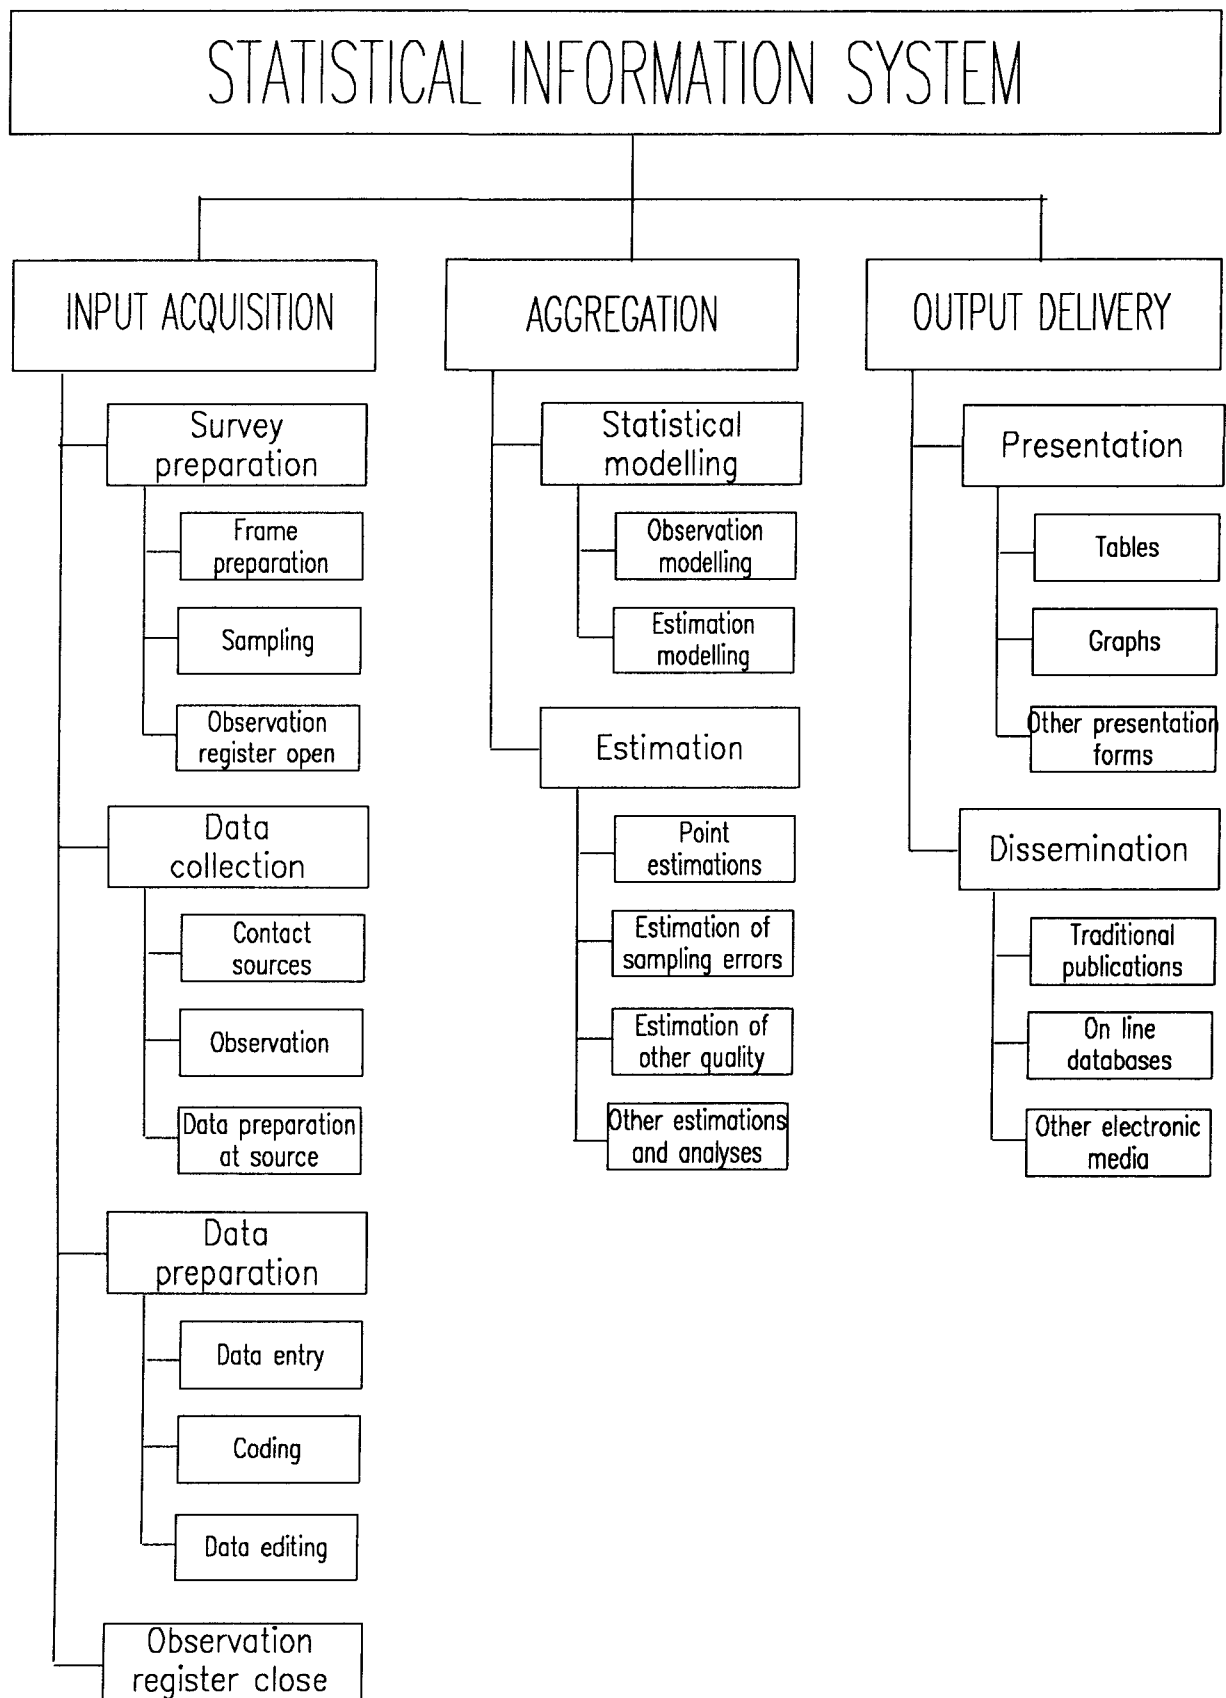 STATISTICAL INFORMATION SYSTEM
INPUT ACQUISITION
Survey
preparation
Frame
preparation
Sampling
Observation
register open
Data
collection
Contact
sources
Observation
Data preparation
at source
Data
preparation
Data entry
Coding
Data editing
Observation
register close
AGGREGATION
Statistical
modelling
Observation
modelling
Estimation
modelling
Estimation
Point
estimations
Estimation of
sampling errors
Estimation of
other quality
Other estimations
and analyses
OUTPUT DELIVERY
Presentation
Tables
Graphs
Other presentation
forms
Dissemination
Traditional
publications
On line
databases
Other electronic
media